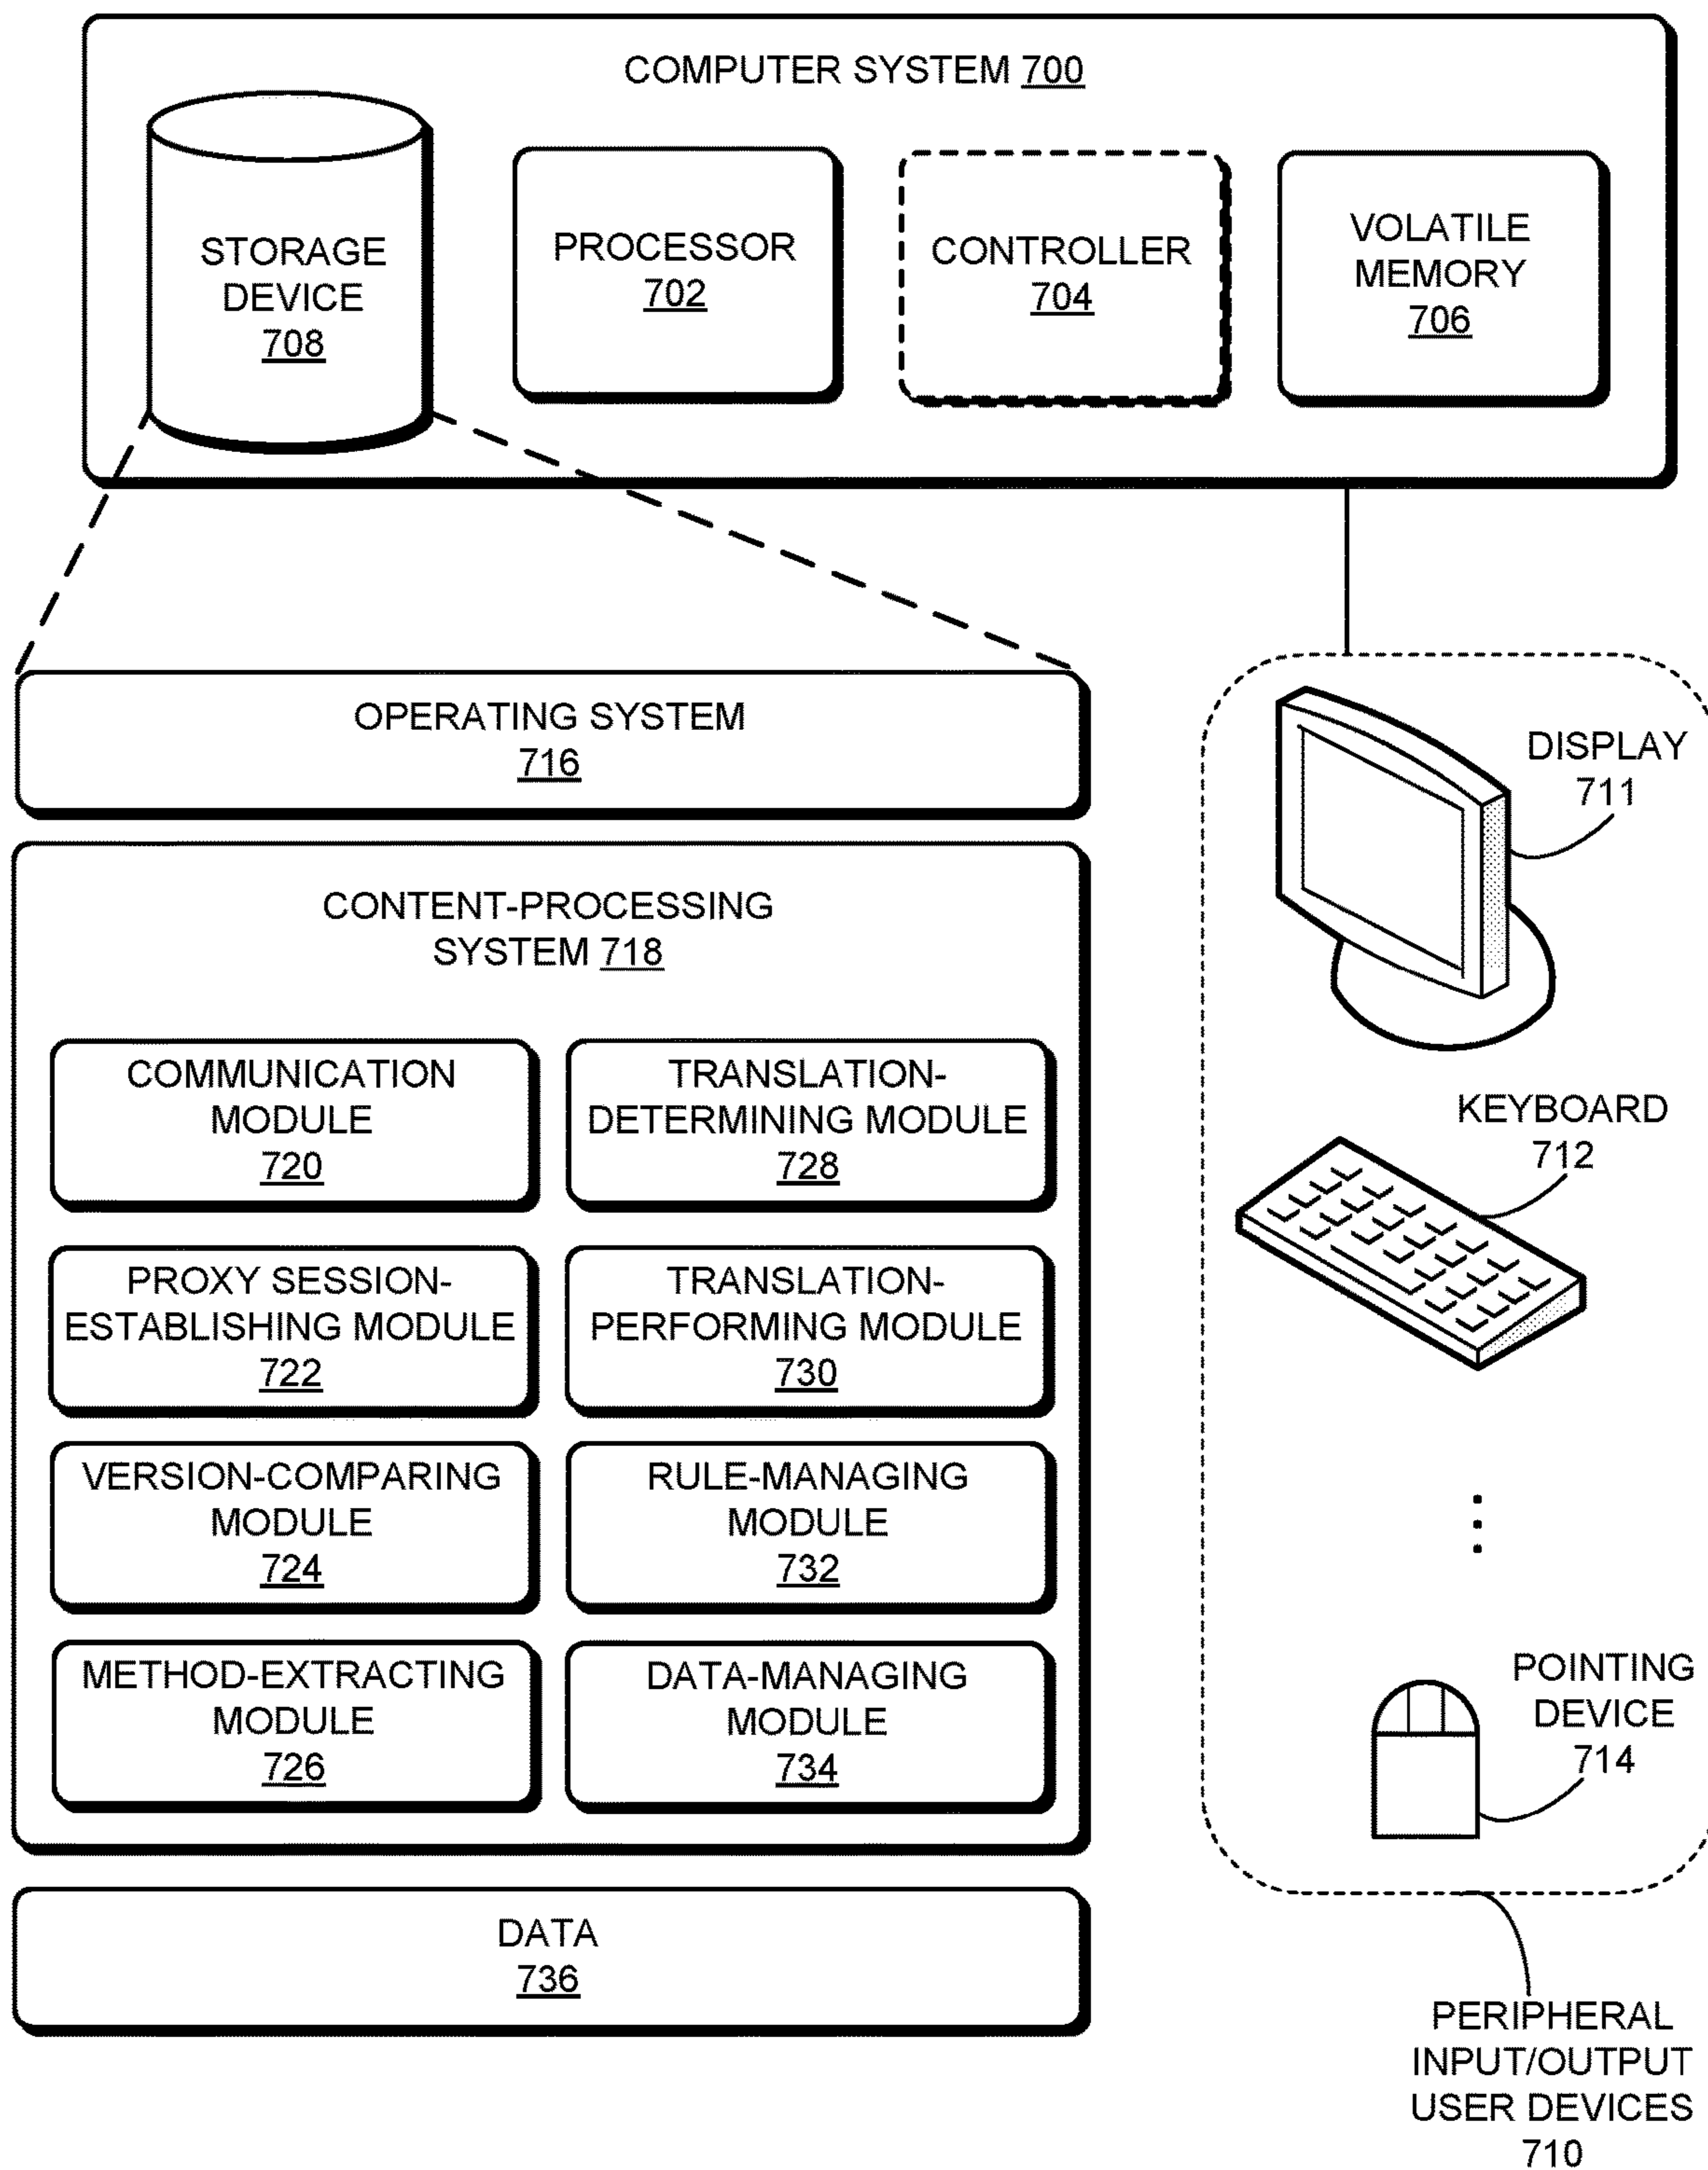 COMPUTER SYSTEM 700
STORAGE
DEVICE
708
PROCESSOR
702
CONTROLLER
704
VOLATILE
MEMORY
706
OPERATING SYSTEM
716
CONTENT-PROCESSING
SYSTEM 718
COMMUNICATION
MODULE
720
TRANSLATION-
DETERMINING MODULE
728
PROXY SESSION-
ESTABLISHING MODULE
722
TRANSLATION-
PERFORMING MODULE
730
VERSION-COMPARING
MODULE
724
RULE-MANAGING
MODULE
732
METHOD-EXTRACTING
MODULE
726
DATA-MANAGING
MODULE
734
DATA
736
DISPLAY
711
KEYBOARD
712
POINTING
DEVICE
714
PERIPHERAL
INPUT/OUTPUT
USER DEVICES
710